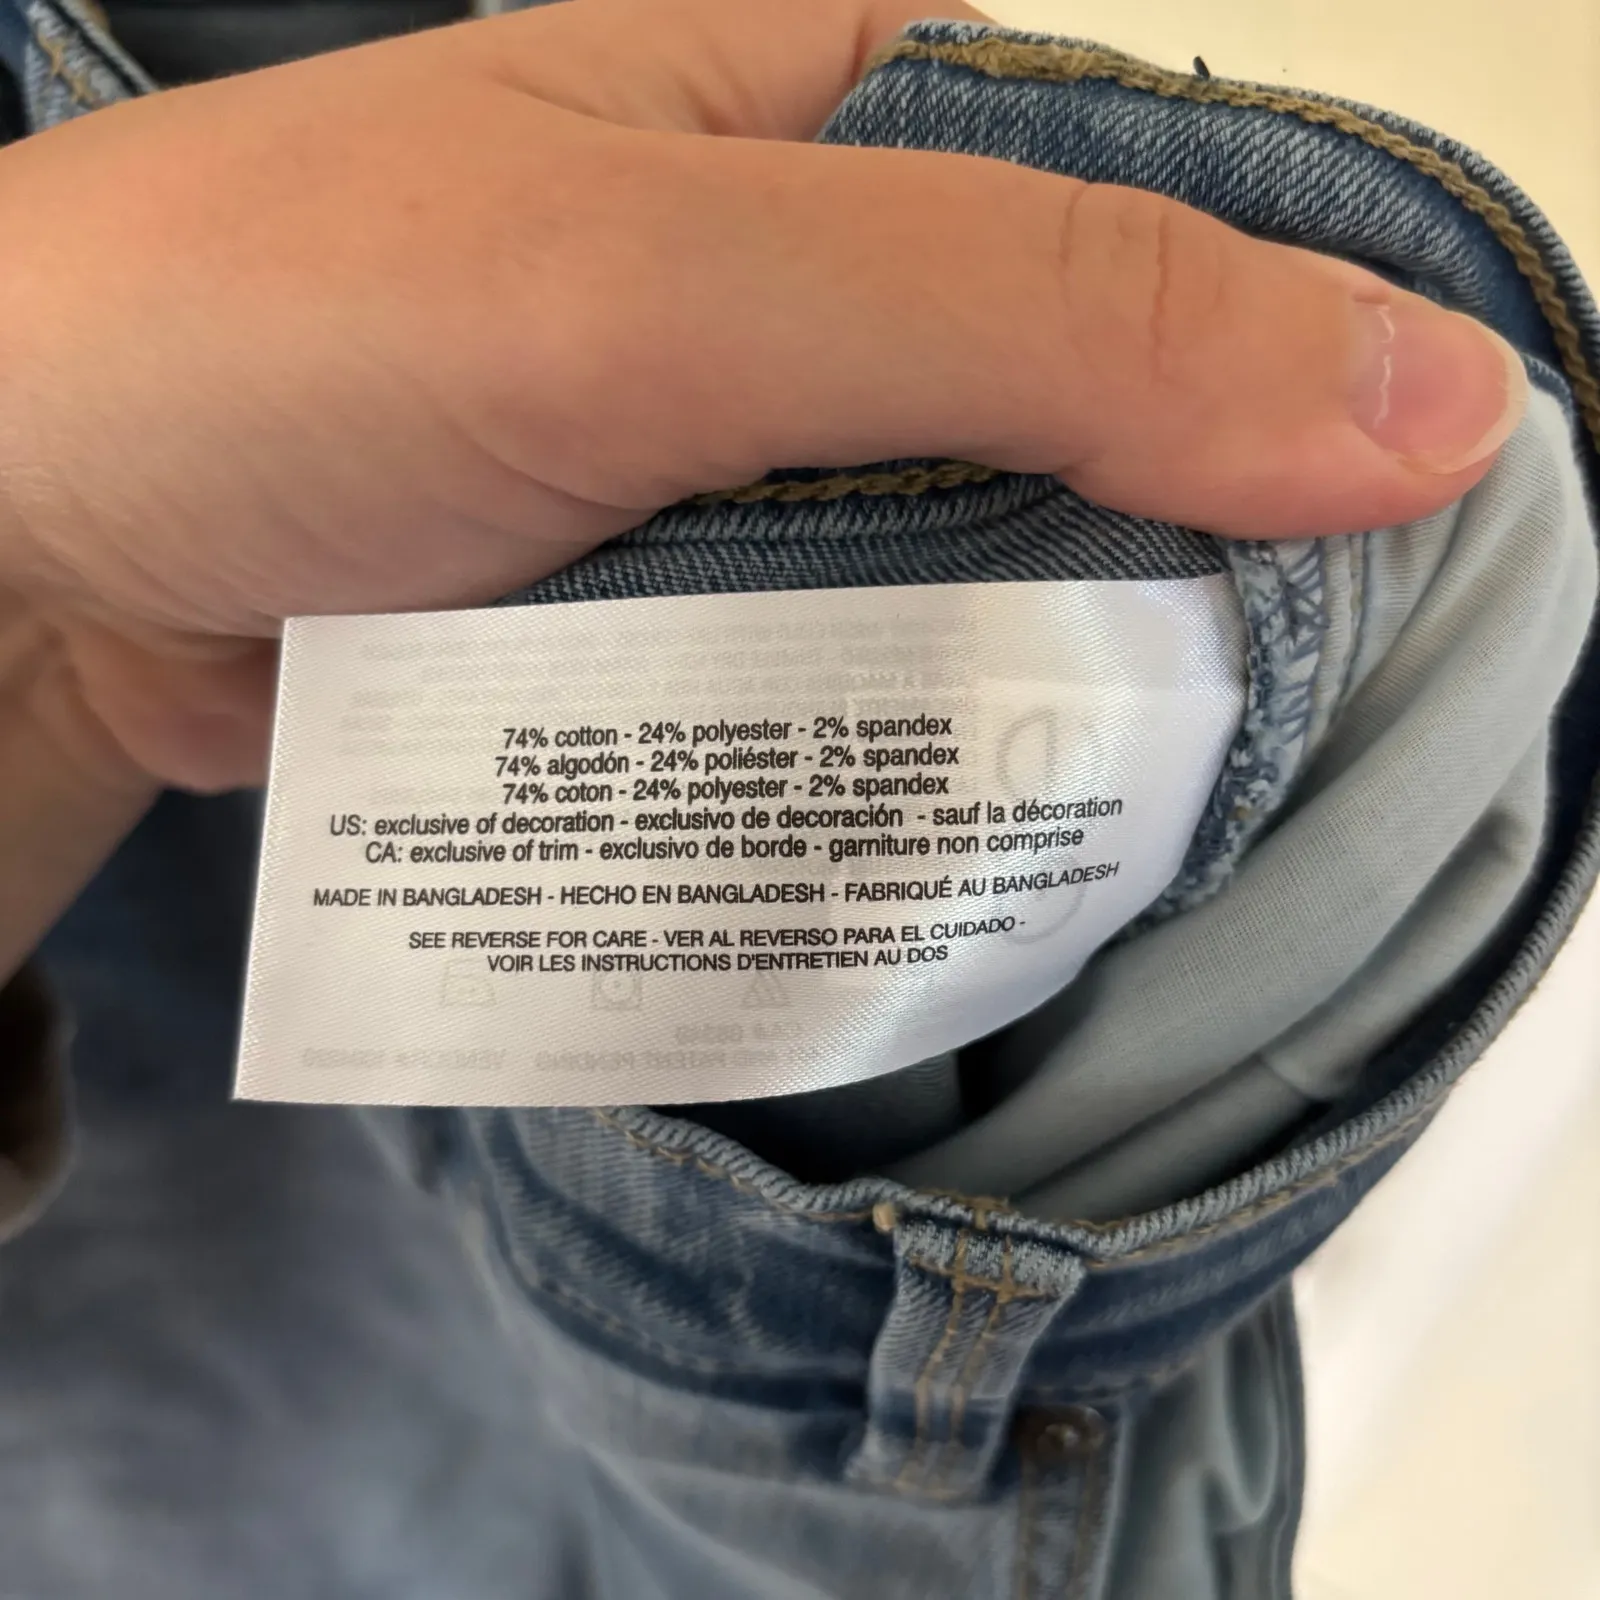 74% cotton - 24% polyester - 2% spandex
74% algodón - 24% poliéster - 2% spandex
74% coton - 24% polyester - 2% spandex
US: exclusive of decoration - exclusivo de decoración - sauf la décoration
CA: exclusive of trim - exclusivo de borde - garniture non comprise
MADE IN BANGLADESH - HECHO EN BANGLADESH - FABRIQUÉ AU BANGLADESH
SEE REVERSE FOR CARE - VER AL REVERSO PARA EL CUIDADO -
VOIR LES INSTRUCTIONS D'ENTRETIEN AU DOS